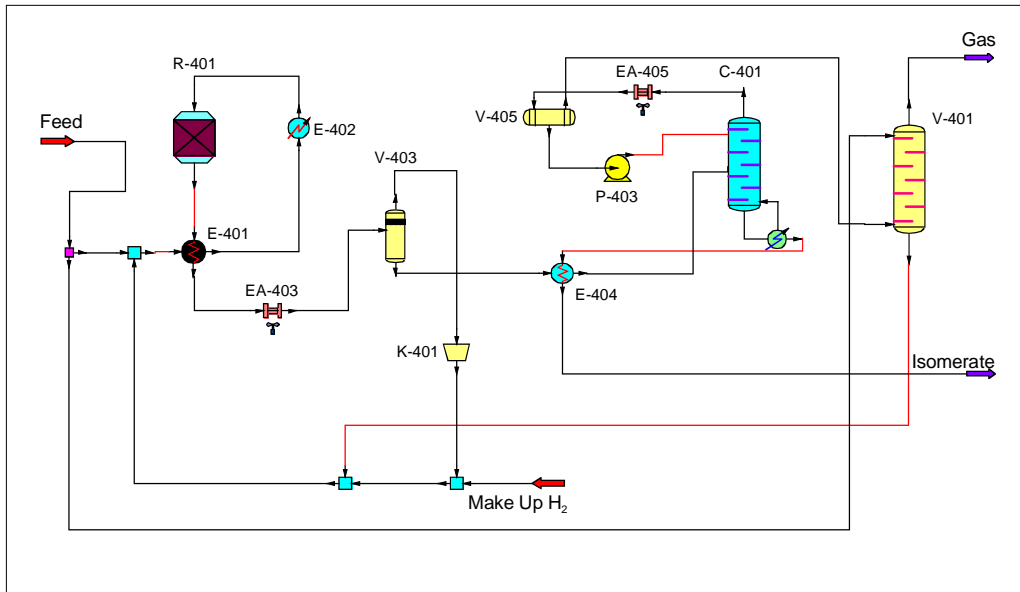 Gas
EA-405
C-401
R-401
V-405
V-401
Feed
E-402
V-403
P-403
E-401
E-404
EA-403
K-401
Isomerate
Make Up H₂